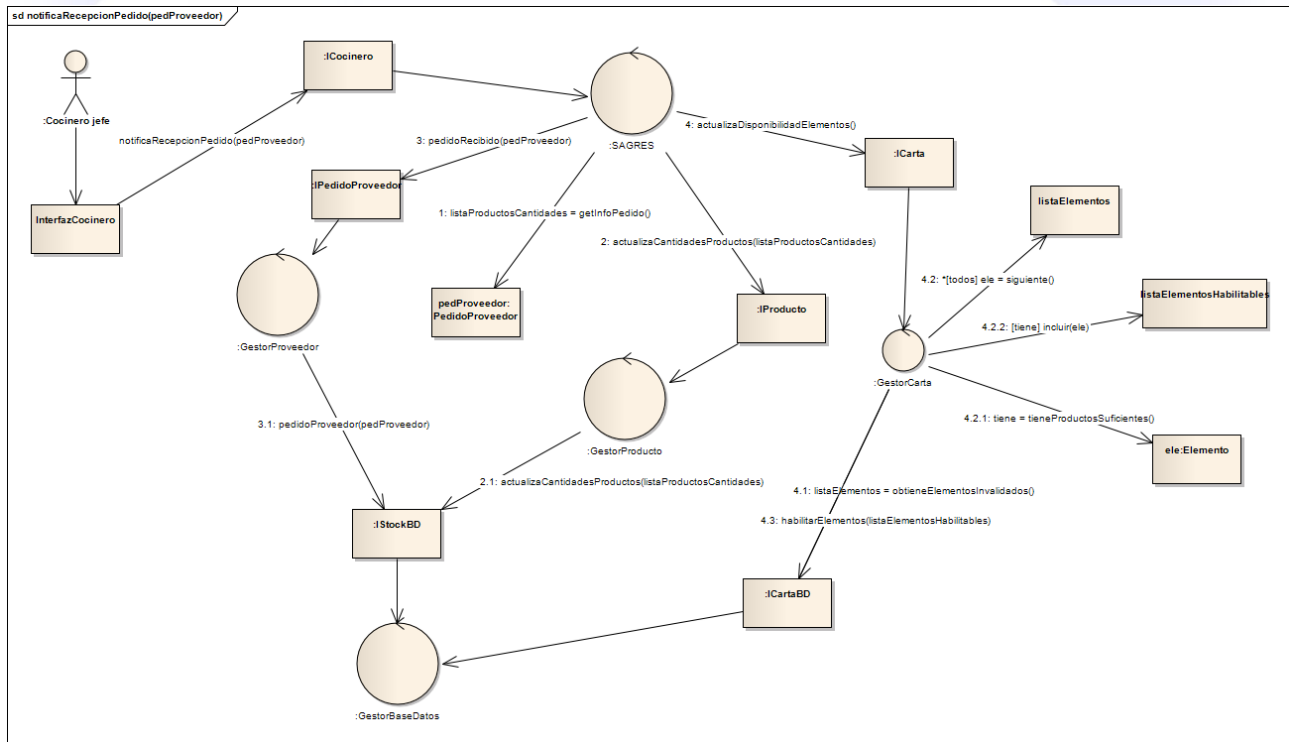 sd notificaRecepcionPedido(pedProveedor)
:ICocinero
:Cocinero jefe
notificaRecepcionPedido(pedProveedor)
3: pedidoRecibido(pedProveedor)
:SAGRES
4: actualizaDisponibilidadElementos()
:ICarta
:IPedidoProveedor
InterfazCocinero
1: listaProductosCantidades = getInfoPedido()
listaElementos
2: actualizaCantidadesProductos(listaProductosCantidades)
4.2: *[todos] ele = siguiente()
pedProveedor:
PedidoProveedor
:IProducto
listaElementosHabilitables
4.2.2: [tiene] incluir(ele)
:GestorProveedor
:GestorCarta
4.2.1: tiene = tieneProductosSuficientes()
3.1: pedidoProveedor(pedProveedor)
:GestorProducto
ele:Elemento
2.1: actualizaCantidadesProductos(listaProductosCantidades)
4.1: listaElementos = obtieneElementosInvalidados()
4.3: habilitarElementos(listaElementosHabilitables)
:IStockBD
:ICartaBD
:GestorBaseDatos